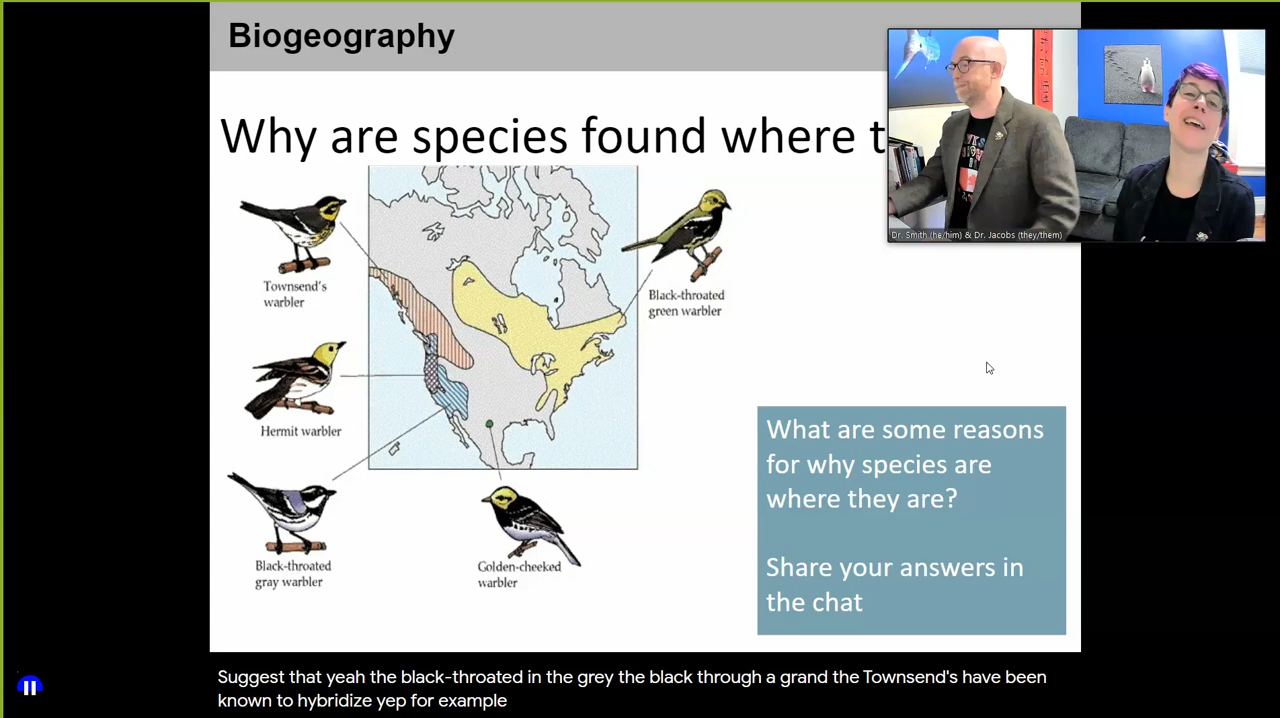 Biogeography
Why are species found where t
Townsend's
warbler
Black-throated
green warbler
Hermit warbler
Black-throated
gray warbler
Golden-cheeked
warbler
What are some reasons
for why species are
where they are?
Share your answers in
the chat
Dr. Smith (he/him) & Dr. Jacobs (they/them)
Suggest that yeah the black-throated in the grey the black through a grand the Townsend's have been
known to hybridize yep for example